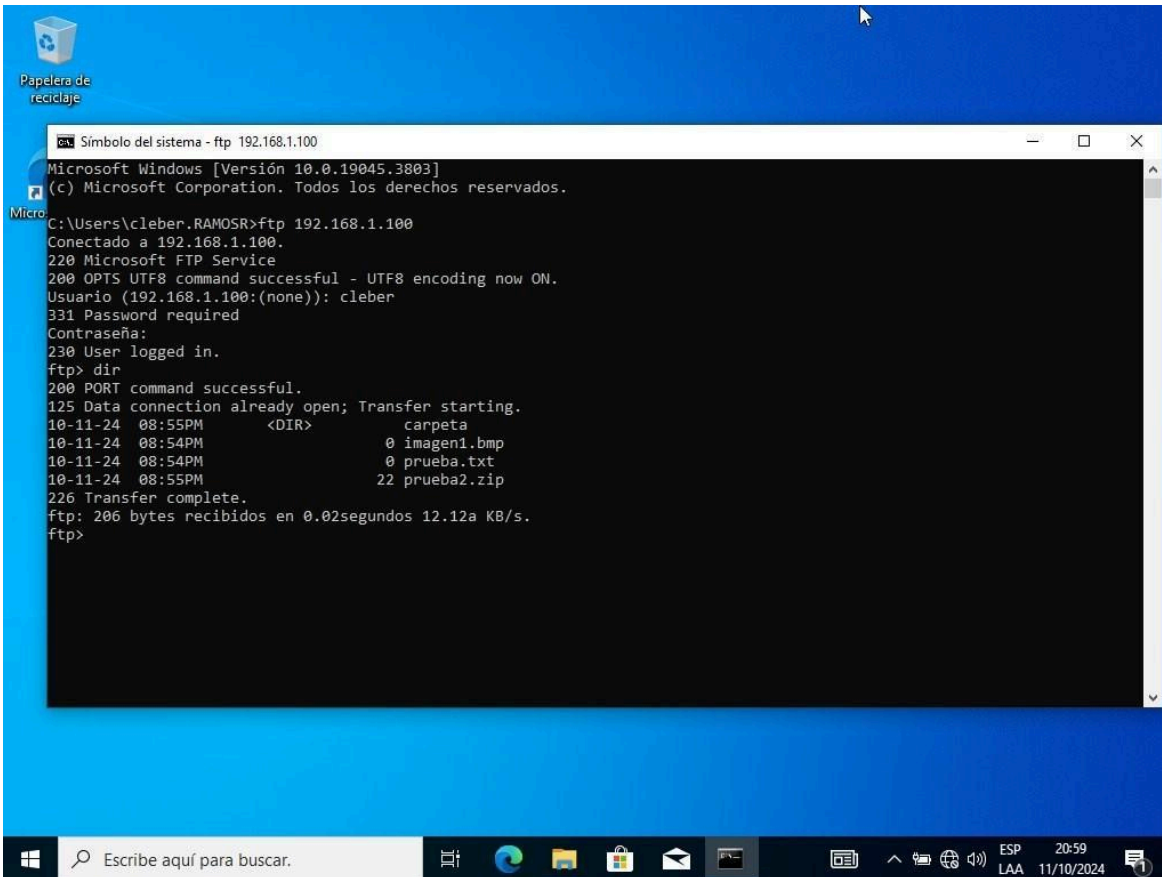 Papelera de
reciclaje
Símbolo del sistema - ftp 192.168.1.100
Microsoft Windows [Versión 10.0.19045.3803]
(c) Microsoft Corporation. Todos los derechos reservados.
Micro
C:\Users\cleber.RAMOSR>ftp 192.168.1.100
Conectado a 192.168.1.100.
220 Microsoft FTP Service
200 OPTS UTF8 command successful - UTF8 encoding now ON.
Usuario (192.168.1.100:(none)): cleber
331 Password required
Contraseña:
230 User logged in.
ftp> dir
200 PORT command successful.
125 Data connection already open; Transfer starting.
10-11-24  08:55PM       <DIR>          carpeta
10-11-24  08:54PM                    0 imagen1.bmp
10-11-24  08:54PM                    0 prueba.txt
10-11-24  08:55PM                   22 prueba2.zip
226 Transfer complete.
ftp: 206 bytes recibidos en 0.02segundos 12.12a KB/s.
ftp>
Escribe aquí para buscar.
ESP 20:59
LAA 11/10/2024
1